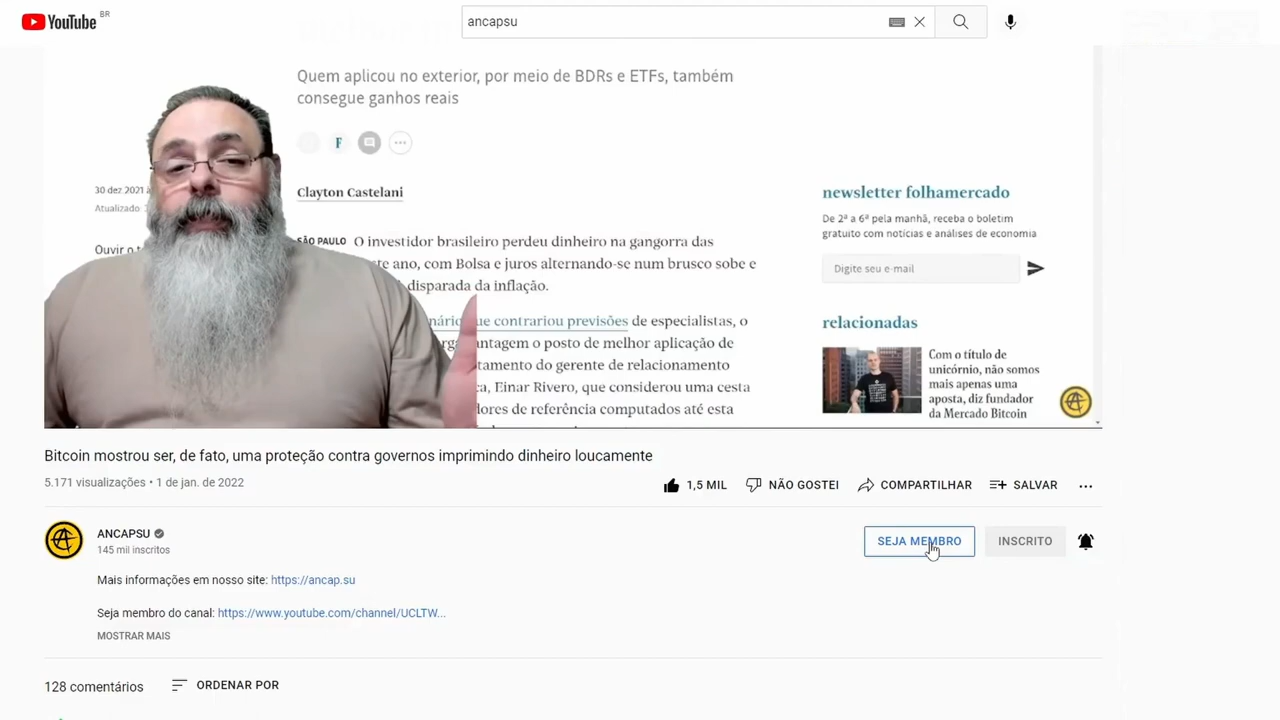 YouTube BR
ancapsu
Quem aplicou no exterior, por meio de BDRs e ETFs, também
consegue ganhos reais
F
30 dez.2021
Atualizado
Clayton Castelani
Ouvir o
SÃO PAULO O investidor brasileiro perdeu dinheiro na gangorra das
te ano, com Bolsa e juros alternando-se num brusco sobe e
disparada da inflação.
nário que contrariou previsões de especialistas, o
antagem o posto de melhor aplicação de
tamento do gerente de relacionamento
ca, Einar Rivero, que considerou uma cesta
dores de referência computados até esta
newsletter folhamercado
De 2ª a 6ª pela manhã, receba o boletim
gratuito com notícias e análises de economia
Digite seu e-mail
relacionadas
Com o título de
unicórnio, não somos
mais apenas uma
aposta, diz fundador
da Mercado Bitcoin
Bitcoin mostrou ser, de fato, uma proteção contra governos imprimindo dinheiro loucamente
5.171 visualizações • 1 de jan. de 2022
1,5 MIL NÃO GOSTEI COMPARTILHAR SALVAR ...
ANCAPSU
145 mil inscritos
SEJA MEMBRO INSCRITO
Mais informações em nosso site: https://ancap.su
Seja membro do canal: https://www.youtube.com/channel/UCLTW...
MOSTRAR MAIS
128 comentários ORDENAR POR